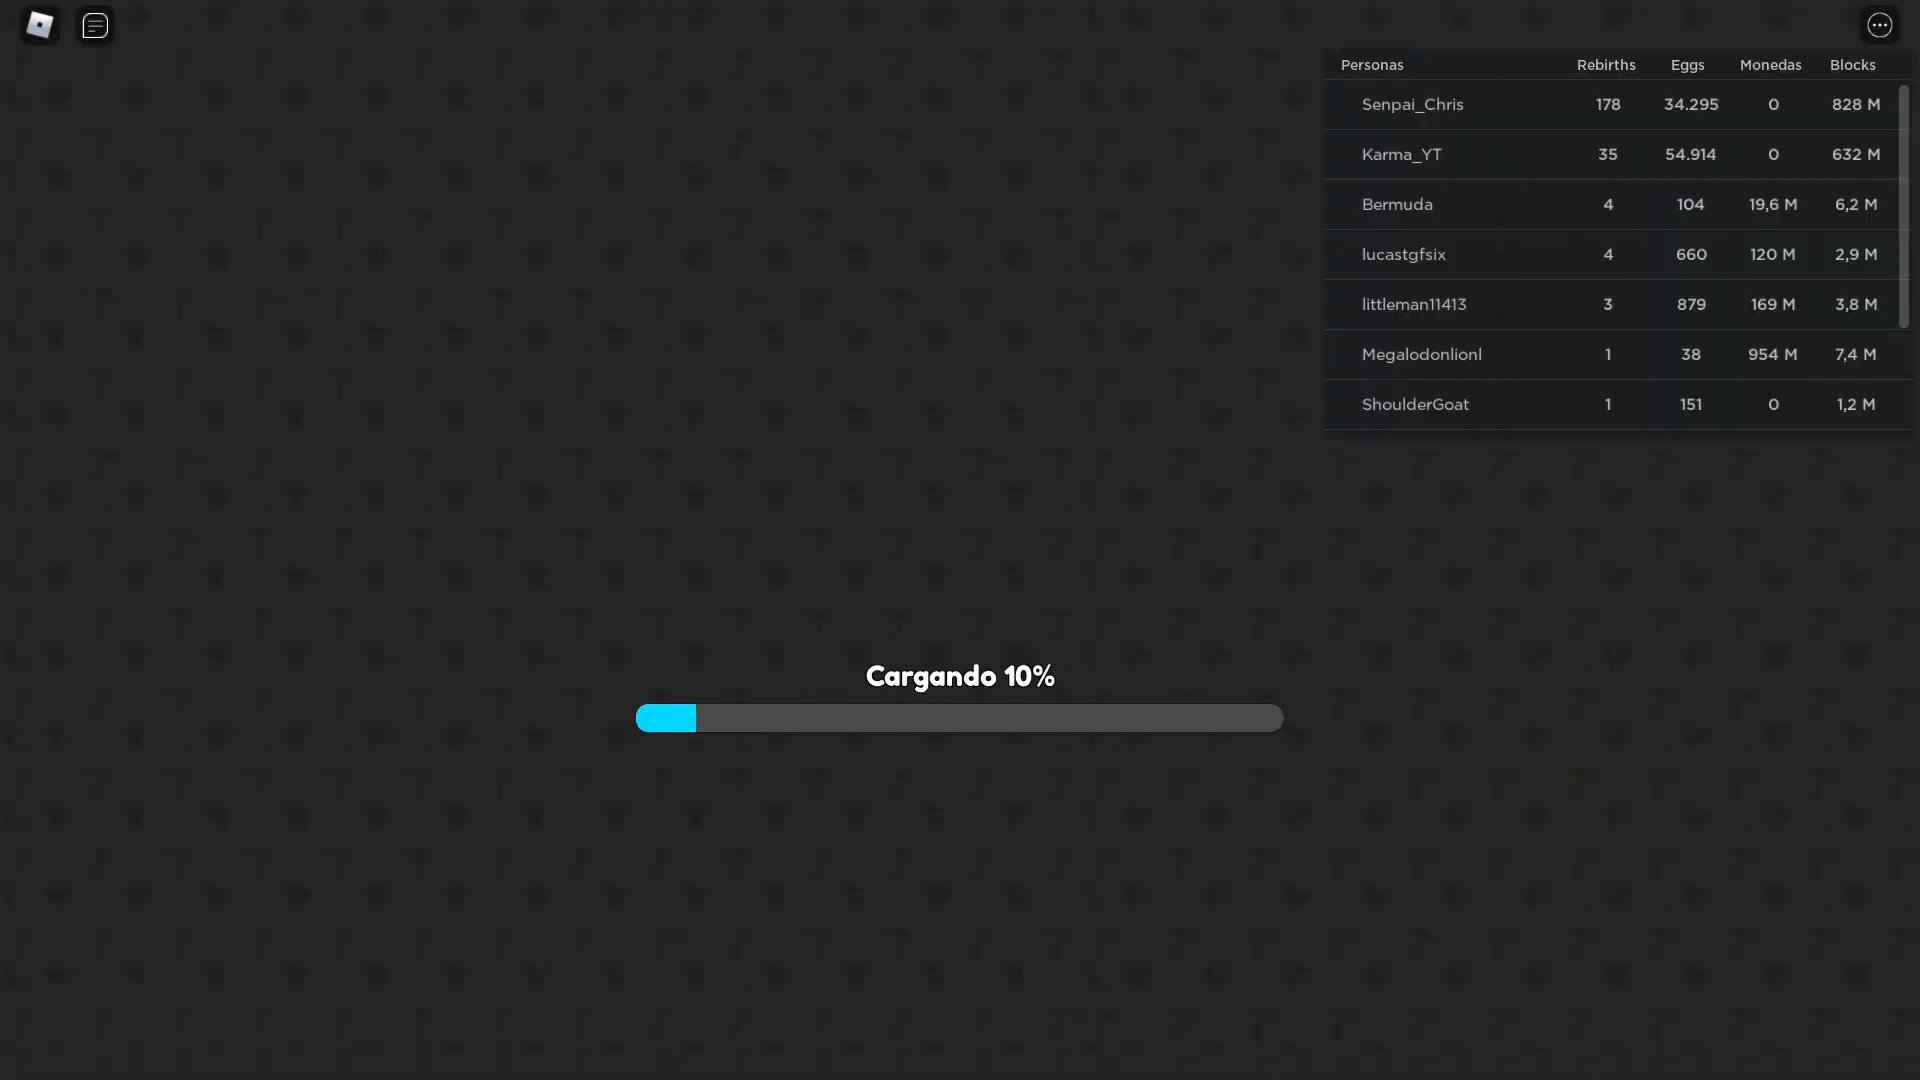 Personas Rebirths Eggs Monedas Blocks
Senpai_Chris 178 34.295 0 828 M
Karma_YT 35 54.914 0 632 M
Bermuda 4 104 19,6 M 6,2 M
lucastgfsix 4 660 120 M 2,9 M
littleman11413 3 879 169 M 3,8 M
Megalodonlionl 1 38 954 M 7,4 M
ShoulderGoat 1 151 0 1,2 M
Cargando 10%